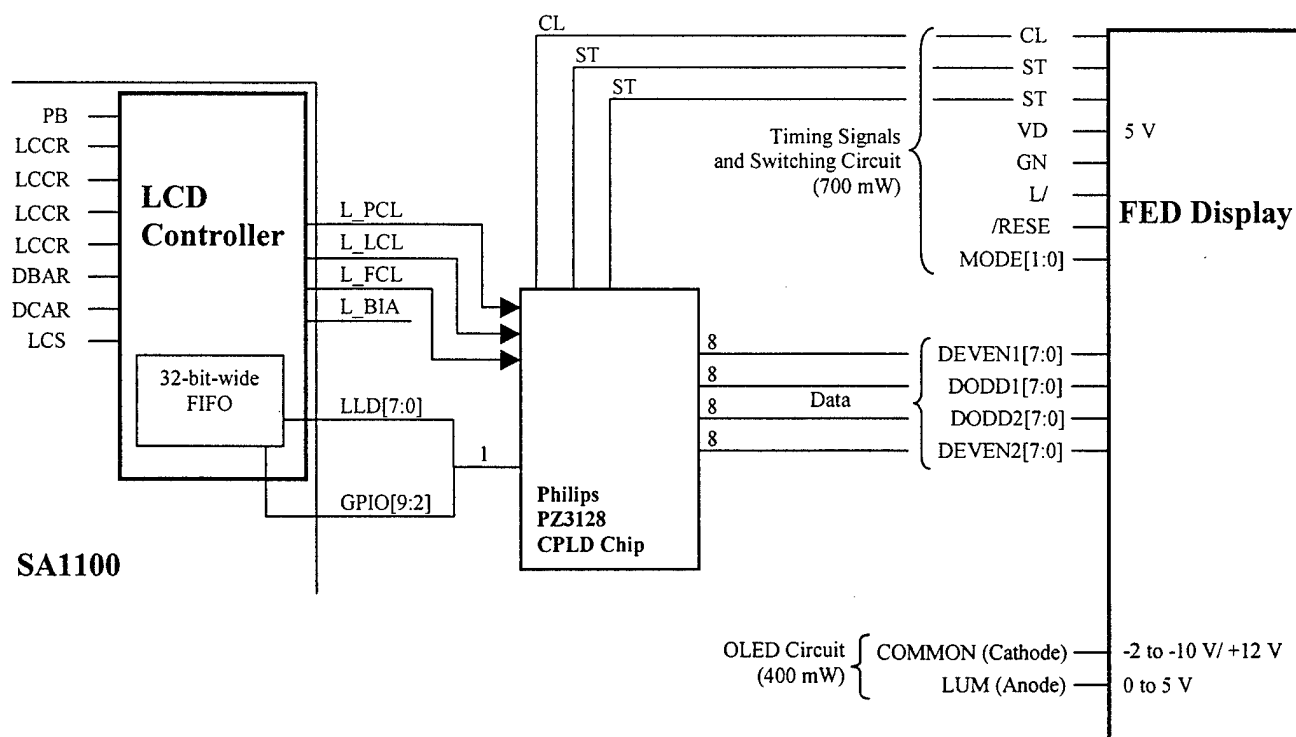 CL
ST
ST
CL
ST
ST
VD
GN
L/
/RESE
MODE[1:0]
5 V
Timing Signals
and Switching Circuit
(700 mW)
FED Display
PB
LCCR
LCCR
LCCR
LCCR
DBAR
DCAR
LCS
LCD
Controller
L_PCL
L_LCL
L_FCL
L_BIA
32-bit-wide
FIFO
LLD[7:0]
GPIO[9:2]
1
SA1100
Philips
PZ3128
CPLD Chip
8
8
8
8
Data
DEVEN1[7:0]
DODD1[7:0]
DODD2[7:0]
DEVEN2[7:0]
OLED Circuit
(400 mW)
COMMON (Cathode)
LUM (Anode)
-2 to -10 V/ +12 V
0 to 5 V